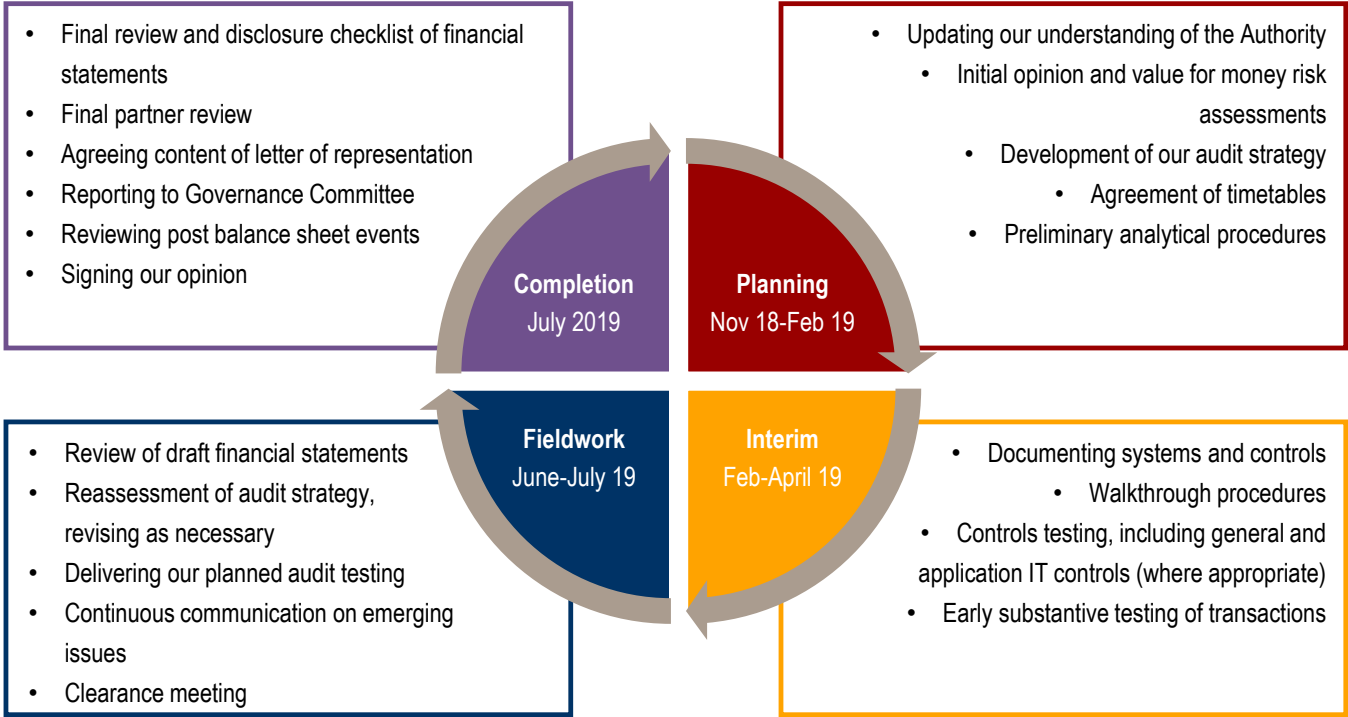 • Final review and disclosure checklist of financial
statements
• Final partner review
• Agreeing content of letter of representation
• Reporting to Governance Committee
• Reviewing post balance sheet events
• Signing our opinion
• Updating our understanding of the Authority
• Initial opinion and value for money risk
assessments
• Development of our audit strategy
• Agreement of timetables
• Preliminary analytical procedures
Completion
July 2019
Planning
Nov 18-Feb 19
Fieldwork
June-July 19
Interim
Feb-April 19
• Review of draft financial statements
• Reassessment of audit strategy,
revising as necessary
• Delivering our planned audit testing
• Continuous communication on emerging
issues
• Clearance meeting
• Documenting systems and controls
• Walkthrough procedures
• Controls testing, including general and
application IT controls (where appropriate)
• Early substantive testing of transactions